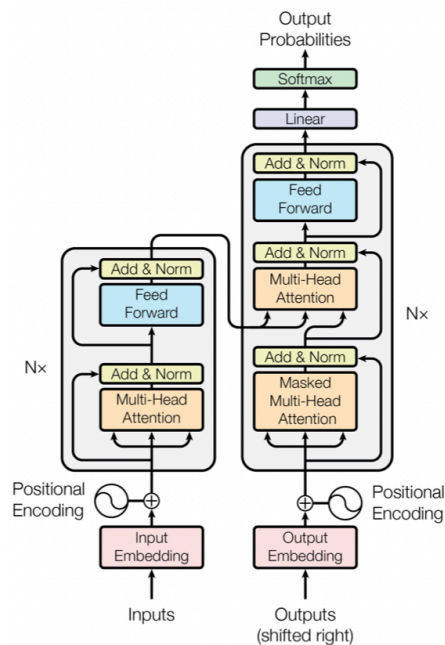 Output
Probabilities
Softmax
Linear
Add & Norm
Feed
Forward
Add & Norm
Multi-Head
Attention
Nx
Add & Norm
Masked
Multi-Head
Attention
Positional
Encoding
Output
Embedding
Outputs
(shifted right)
Add & Norm
Feed
Forward
Nx
Add & Norm
Multi-Head
Attention
Positional
Encoding
Input
Embedding
Inputs